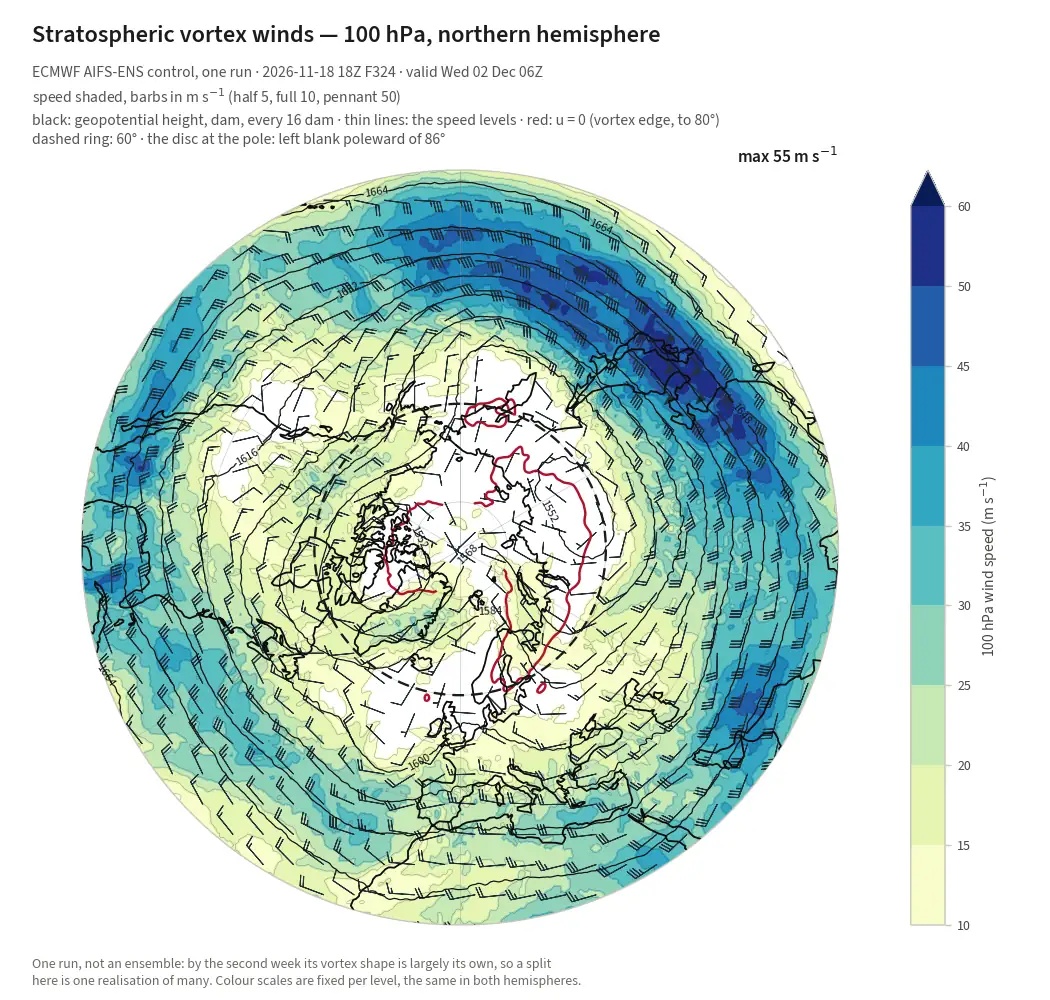 Stratospheric vortex winds — 100 hPa, northern hemisphere
ECMWF AIFS-ENS control, one run · 2026-11-18 18Z F324 · valid Wed 02 Dec 06Z
speed shaded, barbs in m s⁻¹ (half 5, full 10, pennant 50)
black: geopotential height, dam, every 16 dam · thin lines: the speed levels · red: u = 0 (vortex edge, to 80°)
dashed ring: 60° · the disc at the pole: left blank poleward of 86°
max 55 m s⁻¹
1664
1664
1616
1552
1584
1600
1664
60
50
45
40
35
30
25
20
15
10
100 hPa wind speed (m s⁻¹)
One run, not an ensemble: by the second week its vortex shape is largely its own, so a split
here is one realisation of many. Colour scales are fixed per level, the same in both hemispheres.